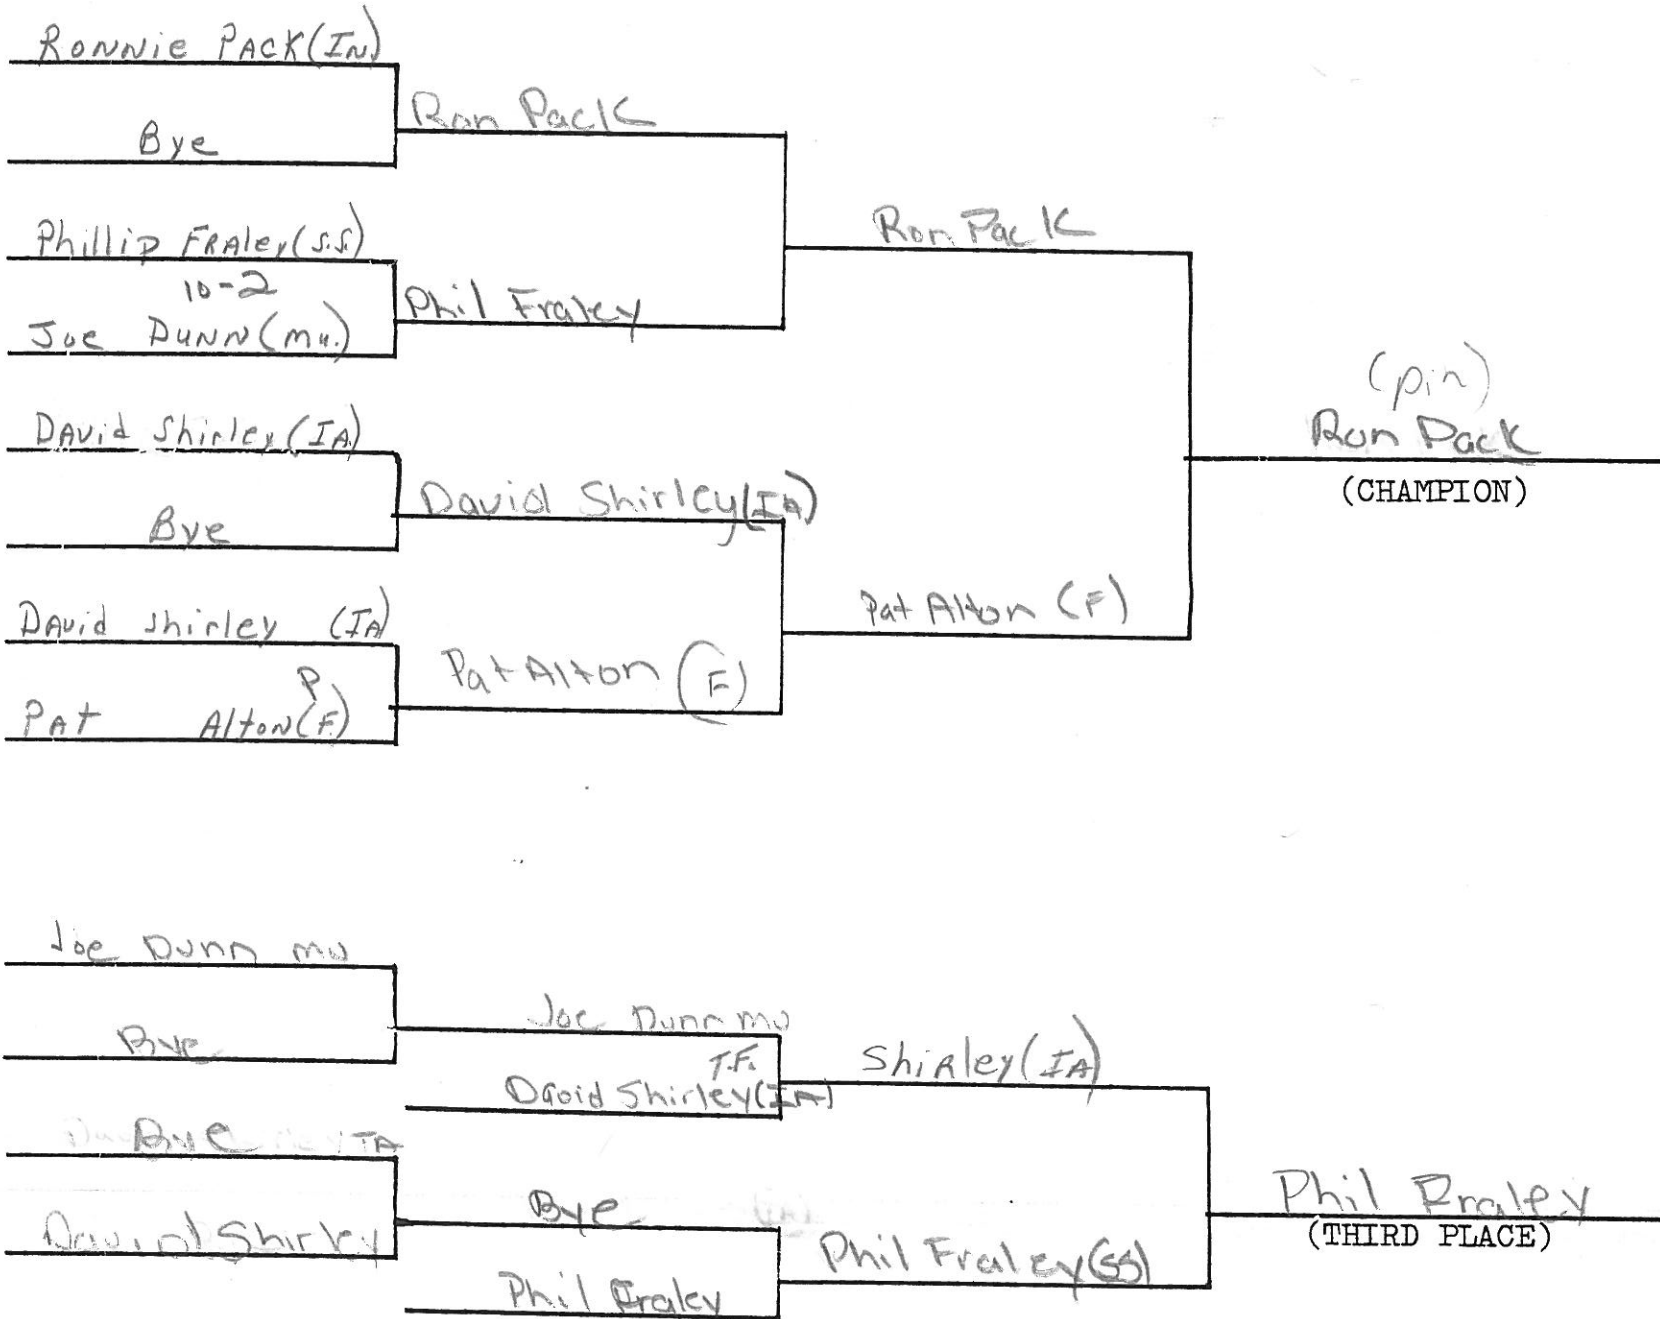 Ronnie Pack (In)
Bye
Ron Pack
Phillip Fraley (S.S.)
10-2
Joe Dunn (Mu.)
Phil Fraley
Ron Pack
David Shirley (IA)
Bye
David Shirley (IA)
David Shirley (IA)
P
Pat Alton (F.)
Pat Alton (F)
Pat Alton (F)
(pin)
Ron Pack
(CHAMPION)
Joe Dunn mu
Bye
Joe Dunn mu
T.F.
David Shirley (IA)
Shirley (IA)
Bye IA
David Shirley
Bye
Phil Fraley
Phil Fraley (SS)
Phil Fraley
(THIRD PLACE)